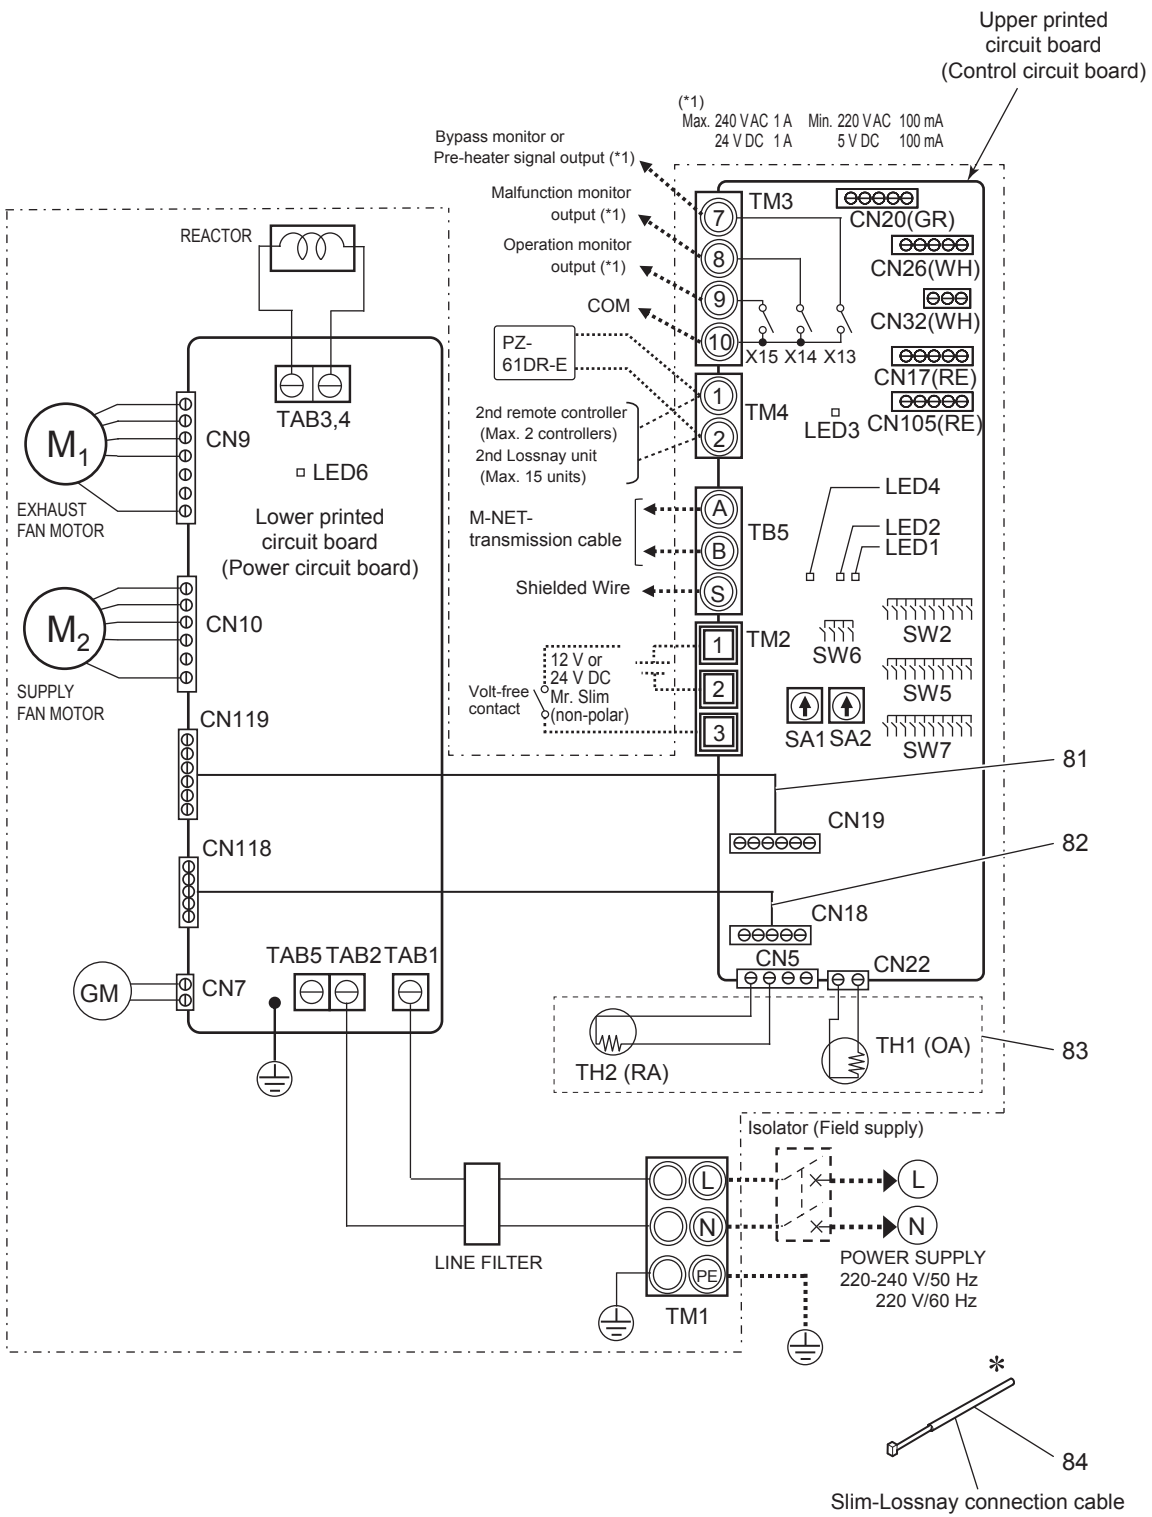 Upper printed
circuit board
(Control circuit board)
(*1)
Max. 240 VAC 1 A Min. 220 VAC 100 mA
24 V DC 1 A 5 V DC 100 mA
Bypass monitor or
Pre-heater signal output (*1)
Malfunction monitor
output (*1)
Operation monitor
output (*1)
COM
7
8
9
10
TM3
X15 X14 X13
CN20(GR)
CN26(WH)
CN32(WH)
CN17(RE)
CN105(RE)
LED3
REACTOR
PZ-
61DR-E
1
2
TM4
2nd remote controller
(Max. 2 controllers)
2nd Lossnay unit
(Max. 15 units)
TAB3,4
M1
CN9
LED6
EXHAUST
FAN MOTOR
Lower printed
circuit board
(Power circuit board)
M-NET-
transmission cable
Shielded Wire
A
B
S
TB5
LED4
LED2
LED1
M2
CN10
SUPPLY
FAN MOTOR
1
2
3
TM2
12 V or
24 V DC
Mr. Slim
(non-polar)
Volt-free
contact
SW6
SW2
SW5
SW7
SA1 SA2
CN119
81
CN19
CN118
82
CN18
TAB5 TAB2 TAB1
CN5
CN22
GM
CN7
TH2 (RA)
TH1 (OA)
83
Isolator (Field supply)
LINE FILTER
L
N
PE
TM1
L
N
POWER SUPPLY
220-240 V/50 Hz
220 V/60 Hz
*
84
Slim-Lossnay connection cable